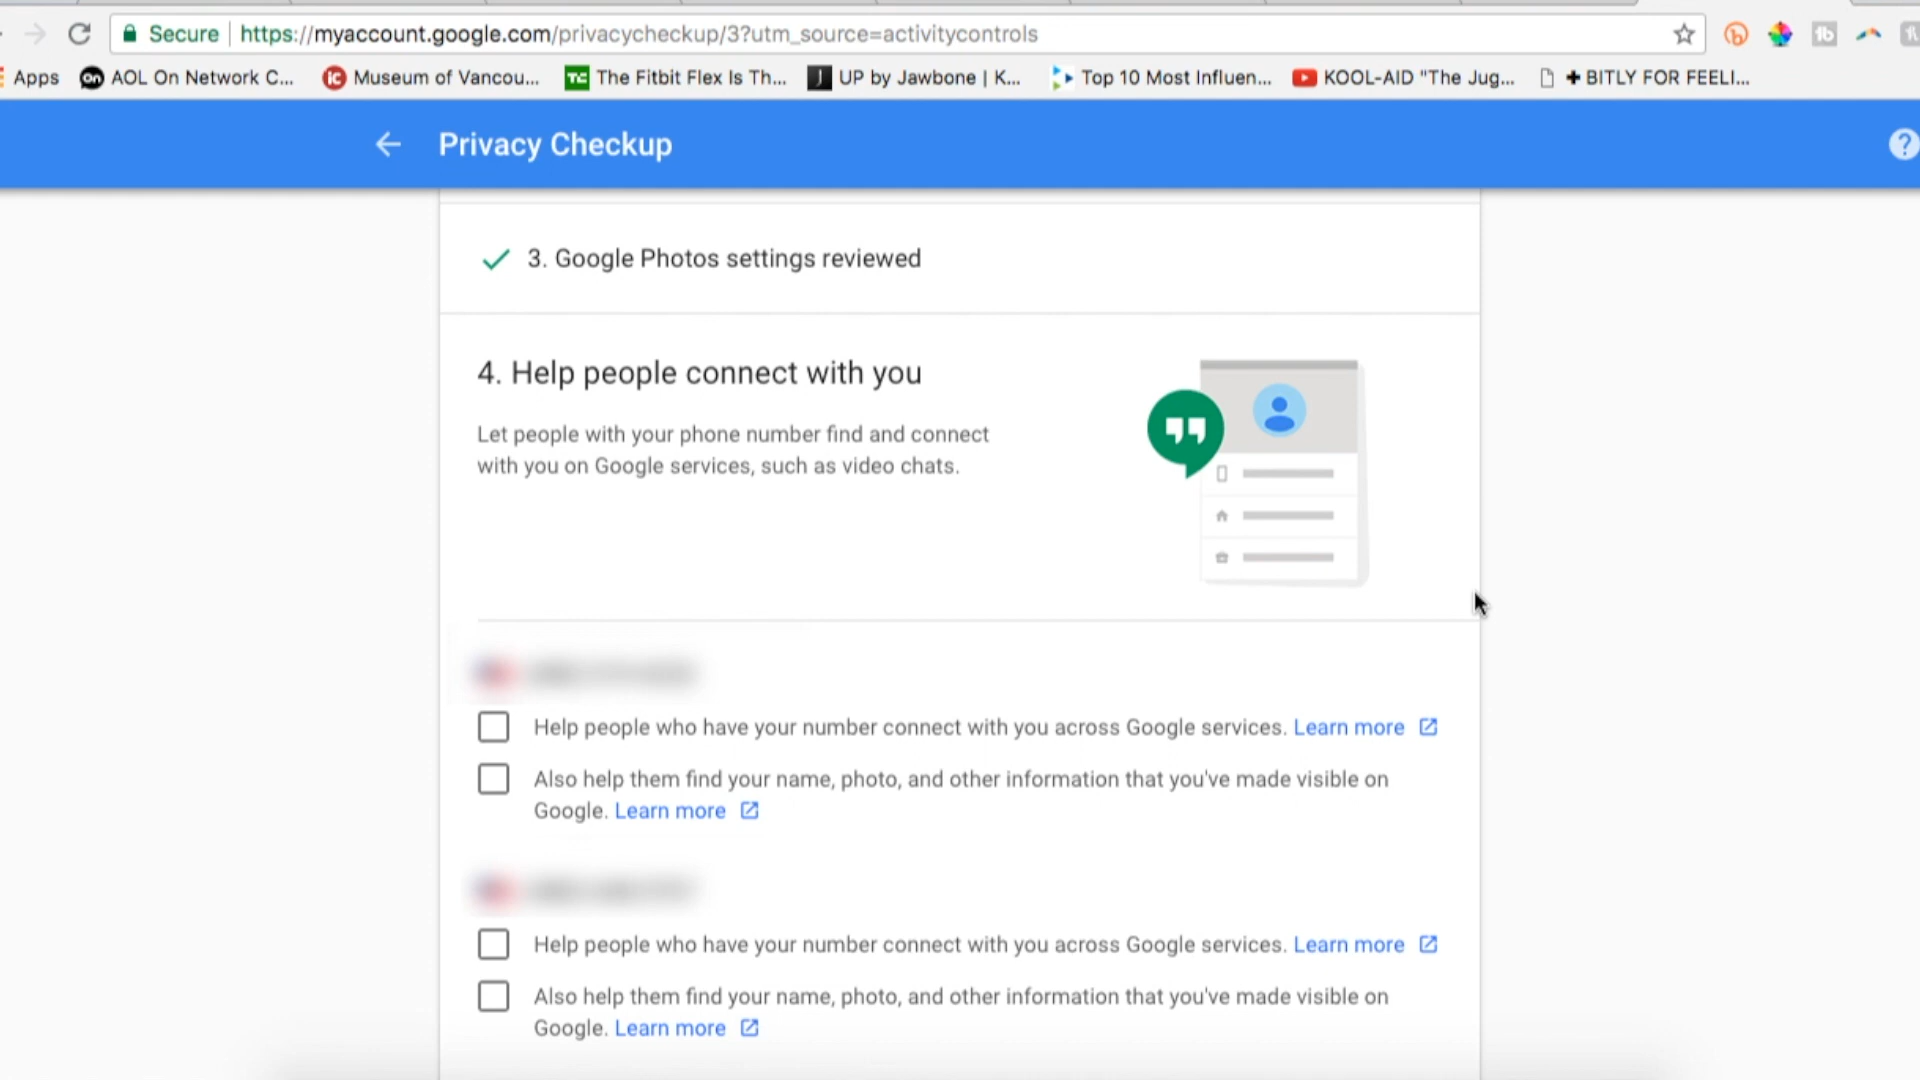 Secure https://myaccount.google.com/privacycheckup/3?utm_source=activitycontrols
Apps on AOL On Network C... IC Museum of Vancou... TC The Fitbit Flex Is Th... J UP by Jawbone | K... Top 10 Most Influen... KOOL-AID "The Jug... + BITLY FOR FEELI...
Privacy Checkup ?
3. Google Photos settings reviewed
4. Help people connect with you
Let people with your phone number find and connect
with you on Google services, such as video chats.
Help people who have your number connect with you across Google services. Learn more
Also help them find your name, photo, and other information that you've made visible on
Google. Learn more
Help people who have your number connect with you across Google services. Learn more
Also help them find your name, photo, and other information that you've made visible on
Google. Learn more